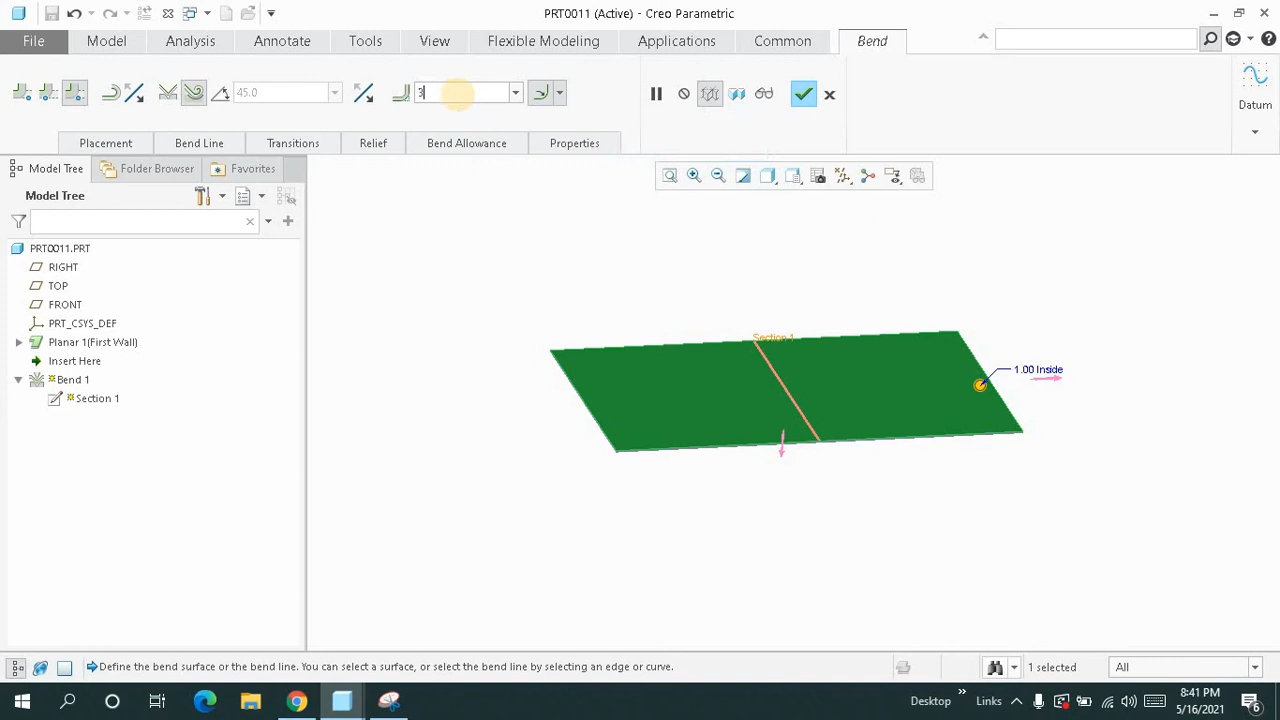 PRT0011 (Active) - Creo Parametric
File Model Analysis Annotate Tools View Flexible Modeling Applications Common Bend
45.0
3
Datum
Placement Bend Line Transitions Relief Bend Allowance Properties
Model Tree Folder Browser Favorites
Model Tree
PRT0011.PRT
RIGHT
TOP
FRONT
PRT_CSYS_DEF
Planar 1(First Wall)
Insert Here
Bend 1
Section 1
Section 1
1.00 Inside
Define the bend surface or the bend line. You can select a surface, or select the bend line by selecting an edge or curve.
1 selected
All
Desktop
Links
8:41 PM
5/16/2021
6